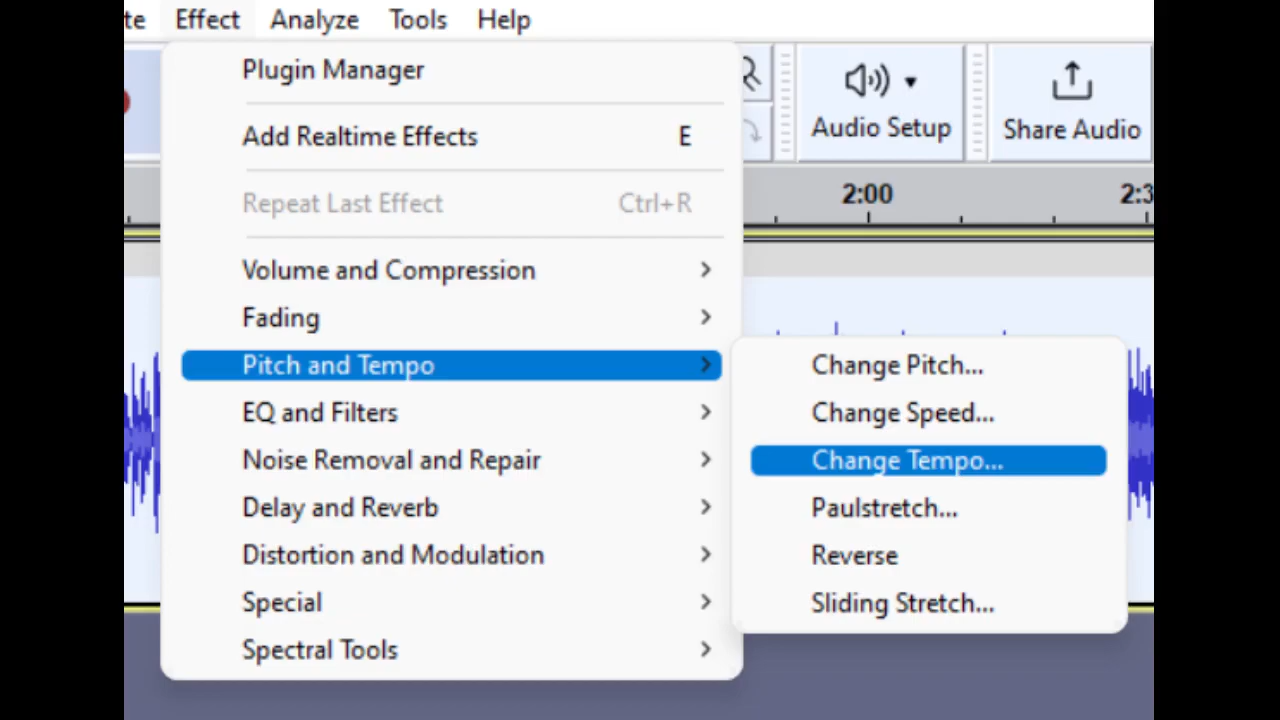 te Effect Analyze Tools Help
Plugin Manager
Audio Setup
Share Audio
Add Realtime Effects E
Repeat Last Effect Ctrl+R
2:00 2:3
Volume and Compression
Fading
Pitch and Tempo
EQ and Filters
Noise Removal and Repair
Delay and Reverb
Distortion and Modulation
Special
Spectral Tools
Change Pitch...
Change Speed...
Change Tempo...
Paulstretch...
Reverse
Sliding Stretch...